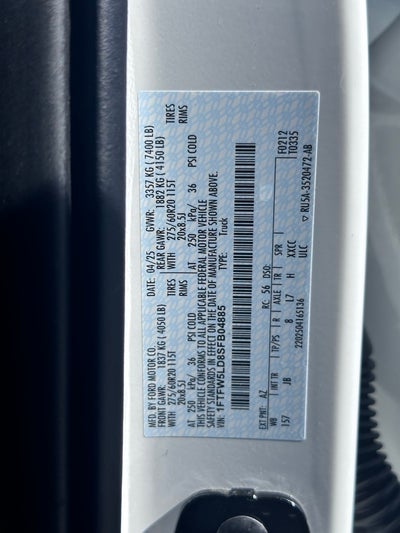 MFD. BY FORD MOTOR CO.
DATE: 04/25 GVWR: 3357 KG (7400 LB)
FRONT GAWR: 1837 KG (4050 LB) REAR GAWR: 1882 KG (4150 LB)
WITH 275/60R20 115T TIRES WITH 275/60R20 115T TIRES
20x8.5J RIMS 20x8.5J RIMS
AT 250 kPa/ 36 PSI COLD AT 250 kPa/ 36 PSI COLD
THIS VEHICLE CONFORMS TO ALL APPLICABLE FEDERAL MOTOR VEHICLE
SAFETY STANDARDS IN EFFECT ON THE DATE OF MANUFACTURE SHOWN ABOVE.
VIN: 1FTFW5LD8SFB04885 TYPE: Truck
F0212
T0335
EXT PNT: AZ RC: 56 DSO:
WB INT TR TP/PS R AXLE TR SPR
157 JB 8 L7 H XXCC
2202504165136 ULC
▽ RU5A-3520472-AB